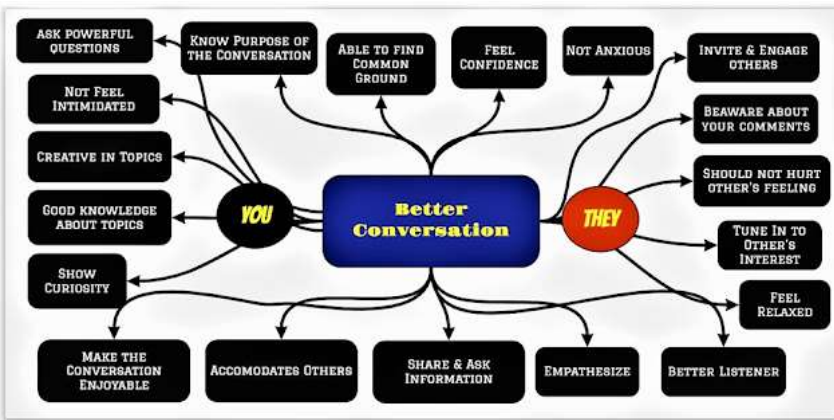 ASK POWERFUL
QUESTIONS
KNOW PURPOSE OF
THE CONVERSATION
ABLE TO FIND
COMMON
GROUND
FEEL
CONFIDENCE
NOT ANXIOUS
INVITE & ENGAGE
OTHERS
NOT FEEL
INTIMIDATED
BEAWARE ABOUT
YOUR COMMENTS
CREATIVE IN TOPICS
SHOULD NOT HURT
OTHER'S FEELING
GOOD KNOWLEDGE
ABOUT TOPICS
YOU
Better
Conversation
THEY
TUNE IN TO
OTHER'S
INTEREST
SHOW
CURIOSITY
FEEL
RELAXED
MAKE THE
CONVERSATION
ENJOYABLE
ACCOMODATES OTHERS
SHARE & ASK
INFORMATION
EMPATHESIZE
BETTER LISTENER